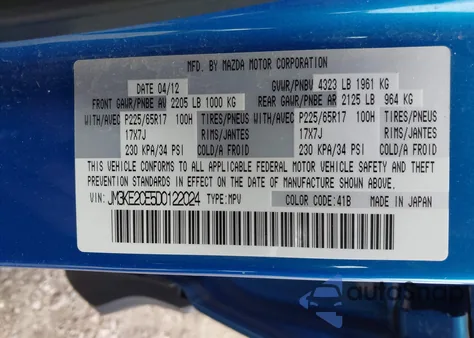 MFD. BY MAZDA MOTOR CORPORATION
DATE 04/12 GVWR/PNBV 4323 LB 1961 KG
FRONT GAWR/PNBE AV 2205 LB 1000 KG REAR GAWR/PNBE AR 2125 LB 964 KG
WITH/AVEC P225/65R17 100H TIRES/PNEUS WITH/AVEC P225/65R17 100H TIRES/PNEUS
17X7J RIMS/JANTES 17X7J RIMS/JANTES
230 KPA/34 PSI COLD/A FROID 230 KPA/34 PSI COLD/A FROID
THIS VEHICLE CONFORMS TO ALL APPLICABLE FEDERAL MOTOR VEHICLE SAFETY AND THEFT
PREVENTION STANDARDS IN EFFECT ON THE DATE OF MANUFACTURE SHOWN ABOVE.
VIN: JM3KE2CE5D0122024 TYPE: MPV COLOR CODE: 41B MADE IN JAPAN
autosnap